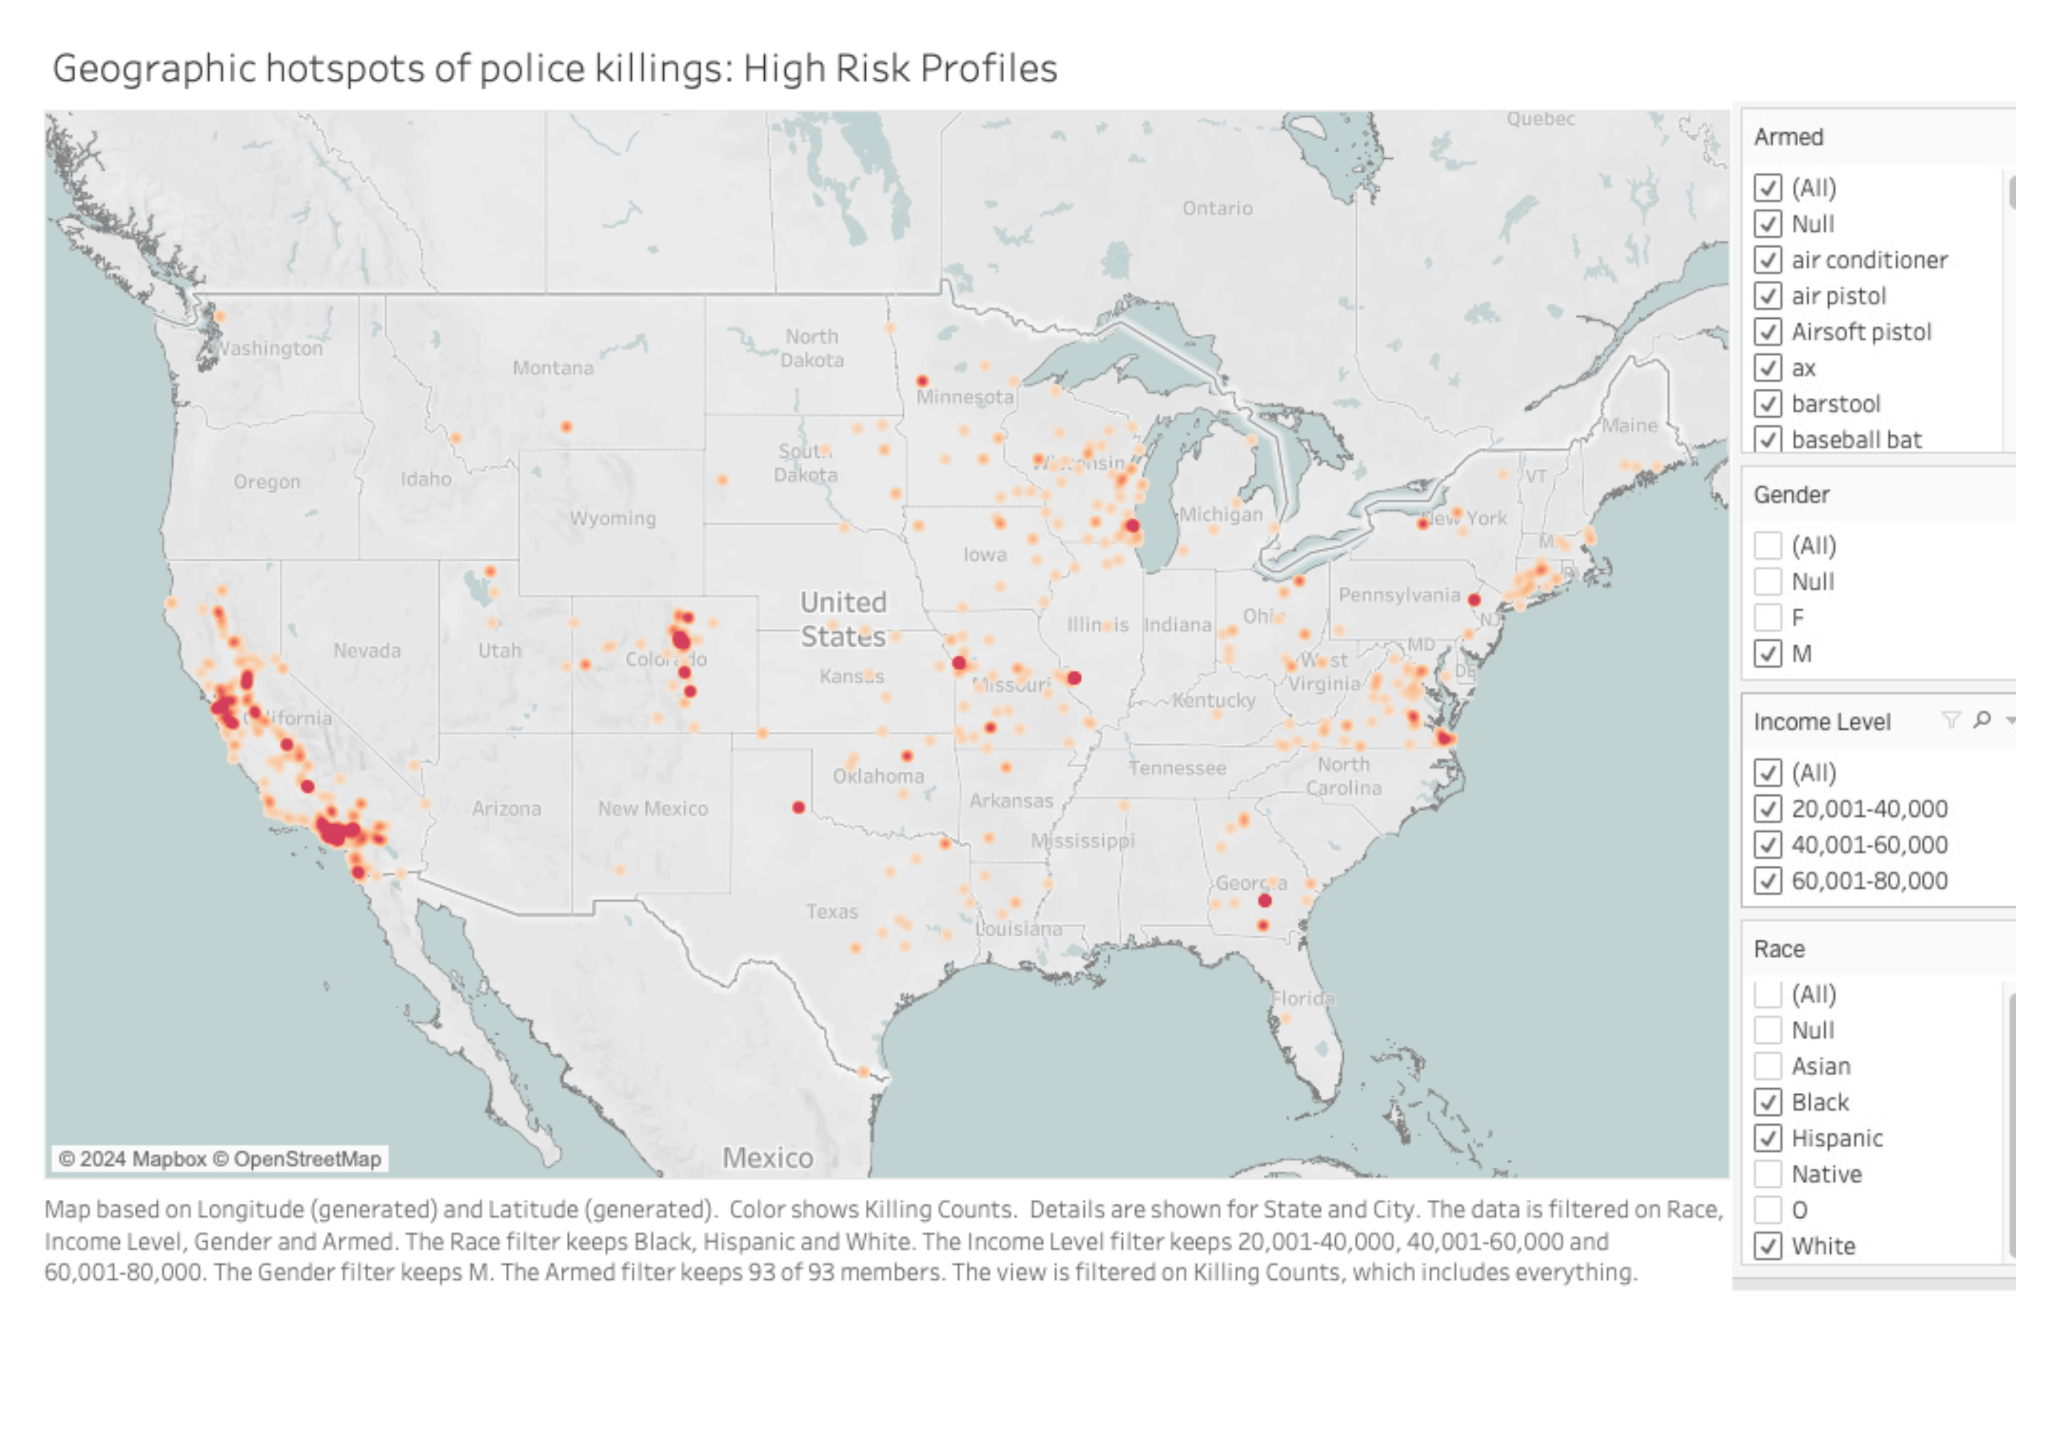 Geographic hotspots of police killings: High Risk Profiles
Quebec
Ontario
Washington
Montana
North
Dakota
Minnesota
Maine
Oregon
Idaho
South
Dakota
Wisconsin
VT
Wyoming
Michigan
New York
Iowa
M
RI
United
States
Pennsylvania
Nevada
Utah
Colorado
Illinois
Indiana
Ohio
NJ
MD
DE
Kansas
Missouri
West
Virginia
California
Kentucky
Arizona
New Mexico
Oklahoma
Arkansas
Tennessee
North
Carolina
Mississippi
Texas
Louisiana
Georgia
Florida
Mexico
© 2024 Mapbox © OpenStreetMap
Map based on Longitude (generated) and Latitude (generated). Color shows Killing Counts. Details are shown for State and City. The data is filtered on Race,
Income Level, Gender and Armed. The Race filter keeps Black, Hispanic and White. The Income Level filter keeps 20,001-40,000, 40,001-60,000 and
60,001-80,000. The Gender filter keeps M. The Armed filter keeps 93 of 93 members. The view is filtered on Killing Counts, which includes everything.
Armed
(All)
Null
air conditioner
air pistol
Airsoft pistol
ax
barstool
baseball bat
Gender
(All)
Null
F
M
Income Level
(All)
20,001-40,000
40,001-60,000
60,001-80,000
Race
(All)
Null
Asian
Black
Hispanic
Native
O
White